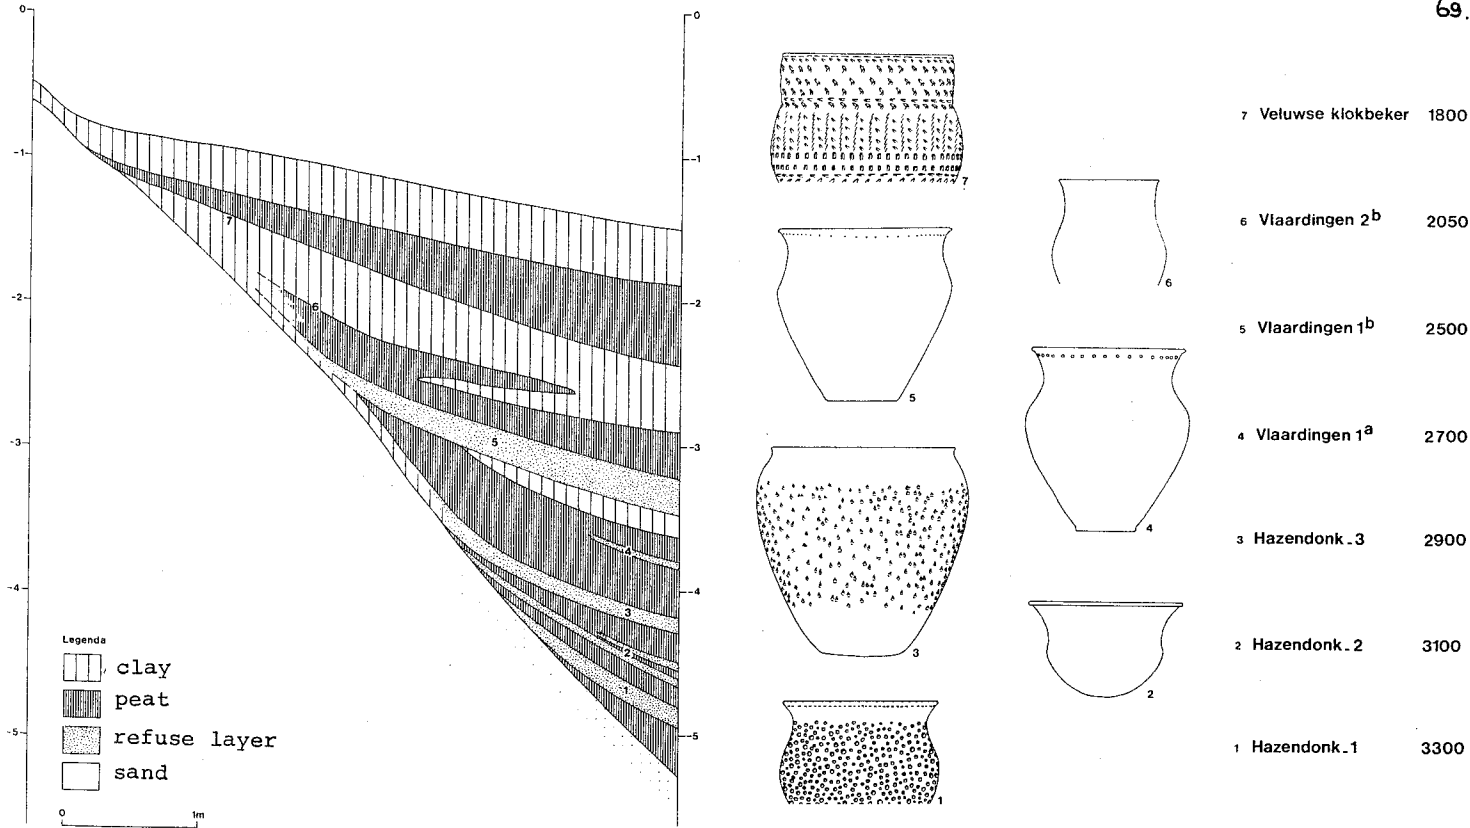 69.
0
-1
-2
-3
-4
-5
0
-1
-2
-3
-4
-5
7
6
5
4
3
2
1
Legenda
clay
peat
refuse layer
sand
0 1m
7
6
5
4
3
2
1
7 Veluwse klokbeker 1800
6 Vlaardingen 2b 2050
5 Vlaardingen 1b 2500
4 Vlaardingen 1a 2700
3 Hazendonk-3 2900
2 Hazendonk-2 3100
1 Hazendonk-1 3300